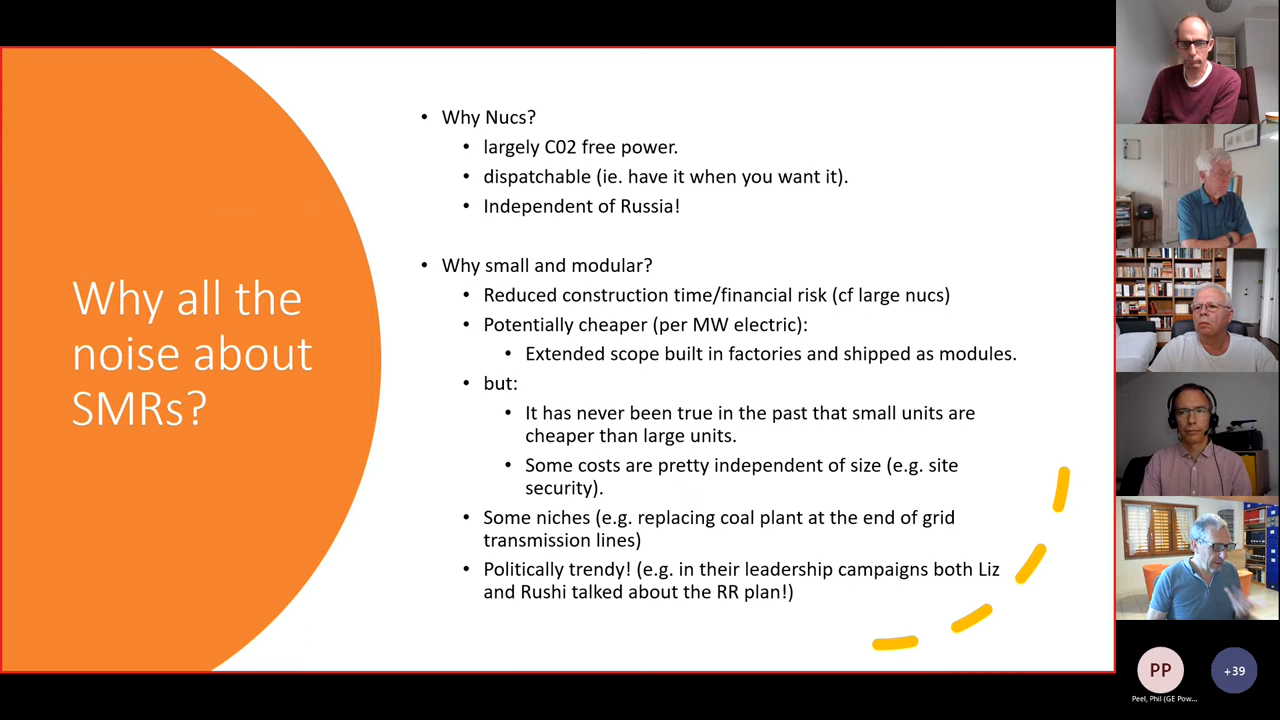 Why all the
noise about
SMRs?
• Why Nucs?
• largely C02 free power.
• dispatchable (ie. have it when you want it).
• Independent of Russia!
• Why small and modular?
• Reduced construction time/financial risk (cf large nucs)
• Potentially cheaper (per MW electric):
• Extended scope built in factories and shipped as modules.
• but:
• It has never been true in the past that small units are
cheaper than large units.
• Some costs are pretty independent of size (e.g. site
security).
• Some niches (e.g. replacing coal plant at the end of grid
transmission lines)
• Politically trendy! (e.g. in their leadership campaigns both Liz
and Rushi talked about the RR plan!)
PP
+39
Peel, Phil (GE Pow...